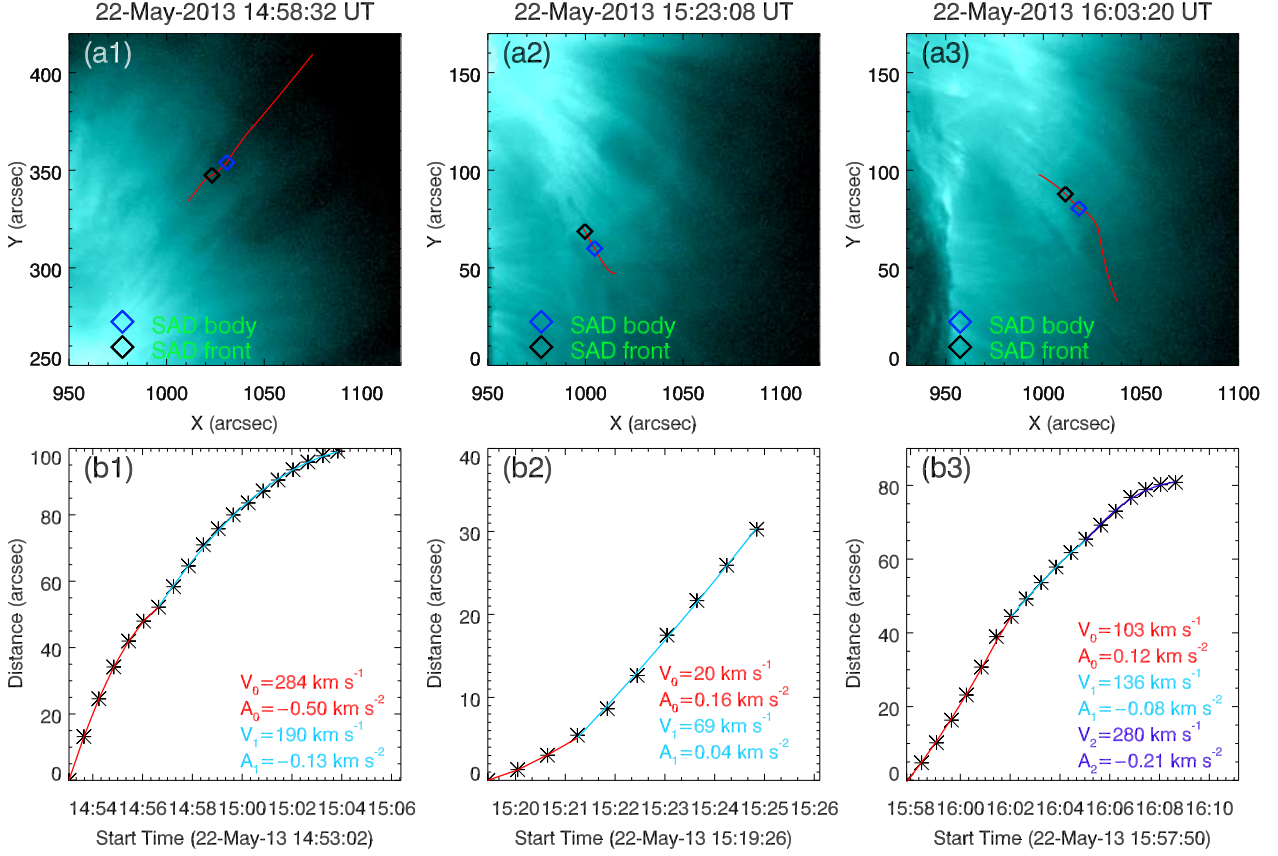 22-May-2013 14:58:32 UT
22-May-2013 15:23:08 UT
22-May-2013 16:03:20 UT
(a1)
400
350
300
250
Y (arcsec)
SAD body
SAD front
950 1000 1050 1100
X (arcsec)
(a2)
150
100
50
0
Y (arcsec)
SAD body
SAD front
950 1000 1050 1100
X (arcsec)
(a3)
150
100
50
0
Y (arcsec)
SAD body
SAD front
950 1000 1050 1100
X (arcsec)
(b1)
100
80
60
40
20
0
Distance (arcsec)
V₀=284 km s⁻¹
A₀=−0.50 km s⁻²
V₁=190 km s⁻¹
A₁=−0.13 km s⁻²
14:54 14:56 14:58 15:00 15:02 15:04 15:06
Start Time (22-May-13 14:53:02)
(b2)
40
30
20
10
0
Distance (arcsec)
V₀=20 km s⁻¹
A₀=0.16 km s⁻²
V₁=69 km s⁻¹
A₁=0.04 km s⁻²
15:20 15:21 15:22 15:23 15:24 15:25 15:26
Start Time (22-May-13 15:19:26)
(b3)
80
60
40
20
0
Distance (arcsec)
V₀=103 km s⁻¹
A₀=0.12 km s⁻²
V₁=136 km s⁻¹
A₁=−0.08 km s⁻²
V₂=280 km s⁻¹
A₂=−0.21 km s⁻²
15:58 16:00 16:02 16:04 16:06 16:08 16:10
Start Time (22-May-13 15:57:50)